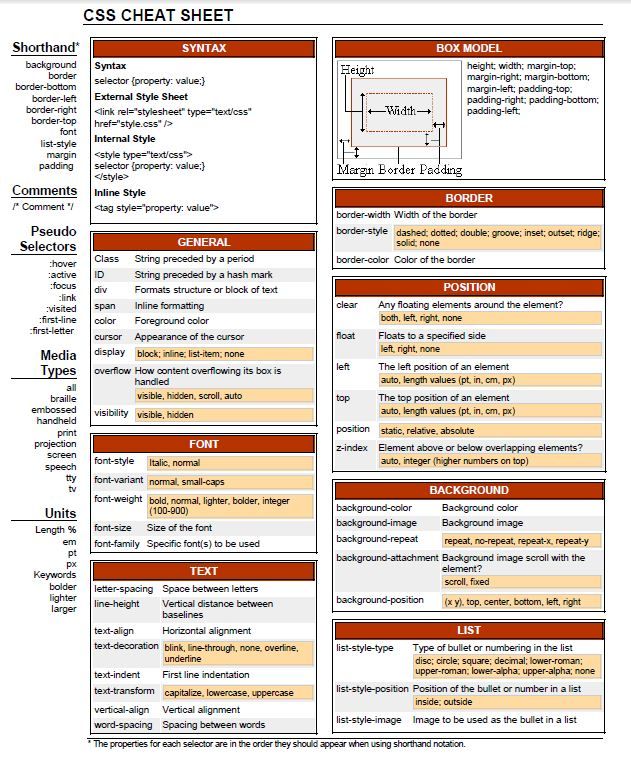 CSS CHEAT SHEET
Shorthand*
background
border
border-bottom
border-left
border-right
border-top
font
list-style
margin
padding
Comments
/* Comment */
Pseudo
Selectors
:hover
:active
:focus
:link
:visited
:first-line
:first-letter
Media
Types
all
braille
embossed
handheld
print
projection
screen
speech
tty
tv
Units
Length %
em
pt
px
Keywords
bolder
lighter
larger
SYNTAX
Syntax
selector {property: value;}
External Style Sheet
<link rel="stylesheet" type="text/css"
href="style.css" />
Internal Style
<style type="text/css">
selector {property: value;}
</style>
Inline Style
<tag style="property: value">
GENERAL
Class String preceded by a period
ID String preceded by a hash mark
div Formats structure or block of text
span Inline formatting
color Foreground color
cursor Appearance of the cursor
display block; inline; list-item; none
overflow How content overflowing its box is
handled
visible, hidden, scroll, auto
visibility visible, hidden
FONT
font-style Italic, normal
font-variant normal, small-caps
font-weight bold, normal, lighter, bolder, integer
(100-900)
font-size Size of the font
font-family Specific font(s) to be used
TEXT
letter-spacing Space between letters
line-height Vertical distance between
baselines
text-align Horizontal alignment
text-decoration blink, line-through, none, overline,
underline
text-indent First line indentation
text-transform capitalize, lowercase, uppercase
vertical-align Vertical alignment
word-spacing Spacing between words
BOX MODEL
Height
Width
Margin Border Padding
height; width; margin-top;
margin-right; margin-bottom;
margin-left; padding-top;
padding-right; padding-bottom;
padding-left;
BORDER
border-width Width of the border
border-style dashed; dotted; double; groove; inset; outset; ridge;
solid; none
border-color Color of the border
POSITION
clear Any floating elements around the element?
both, left, right, none
float Floats to a specified side
left, right, none
left The left position of an element
auto, length values (pt, in, cm, px)
top The top position of an element
auto, length values (pt, in, cm, px)
position static, relative, absolute
z-index Element above or below overlapping elements?
auto, integer (higher numbers on top)
BACKGROUND
background-color Background color
background-image Background image
background-repeat repeat, no-repeat, repeat-x, repeat-y
background-attachment Background image scroll with the
element?
scroll, fixed
background-position (x y), top, center, bottom, left, right
LIST
list-style-type Type of bullet or numbering in the list
disc; circle; square; decimal; lower-roman;
upper-roman; lower-alpha; upper-alpha; none
list-style-position Position of the bullet or number in a list
inside; outside
list-style-image Image to be used as the bullet in a list
* The properties for each selector are in the order they should appear when using shorthand notation.